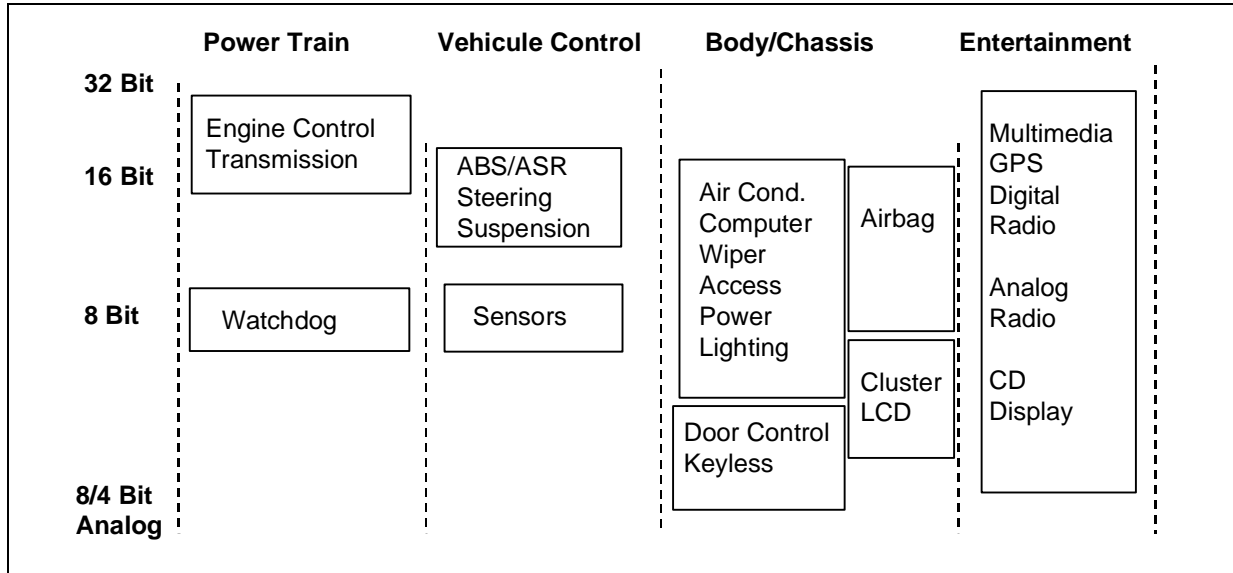 Power Train
Vehicule Control
Body/Chassis
Entertainment
32 Bit
16 Bit
8 Bit
8/4 Bit
Analog
Engine Control
Transmission
Watchdog
ABS/ASR
Steering
Suspension
Sensors
Air Cond.
Computer
Wiper
Access
Power
Lighting
Airbag
Cluster
LCD
Door Control
Keyless
Multimedia
GPS
Digital
Radio
Analog
Radio
CD
Display